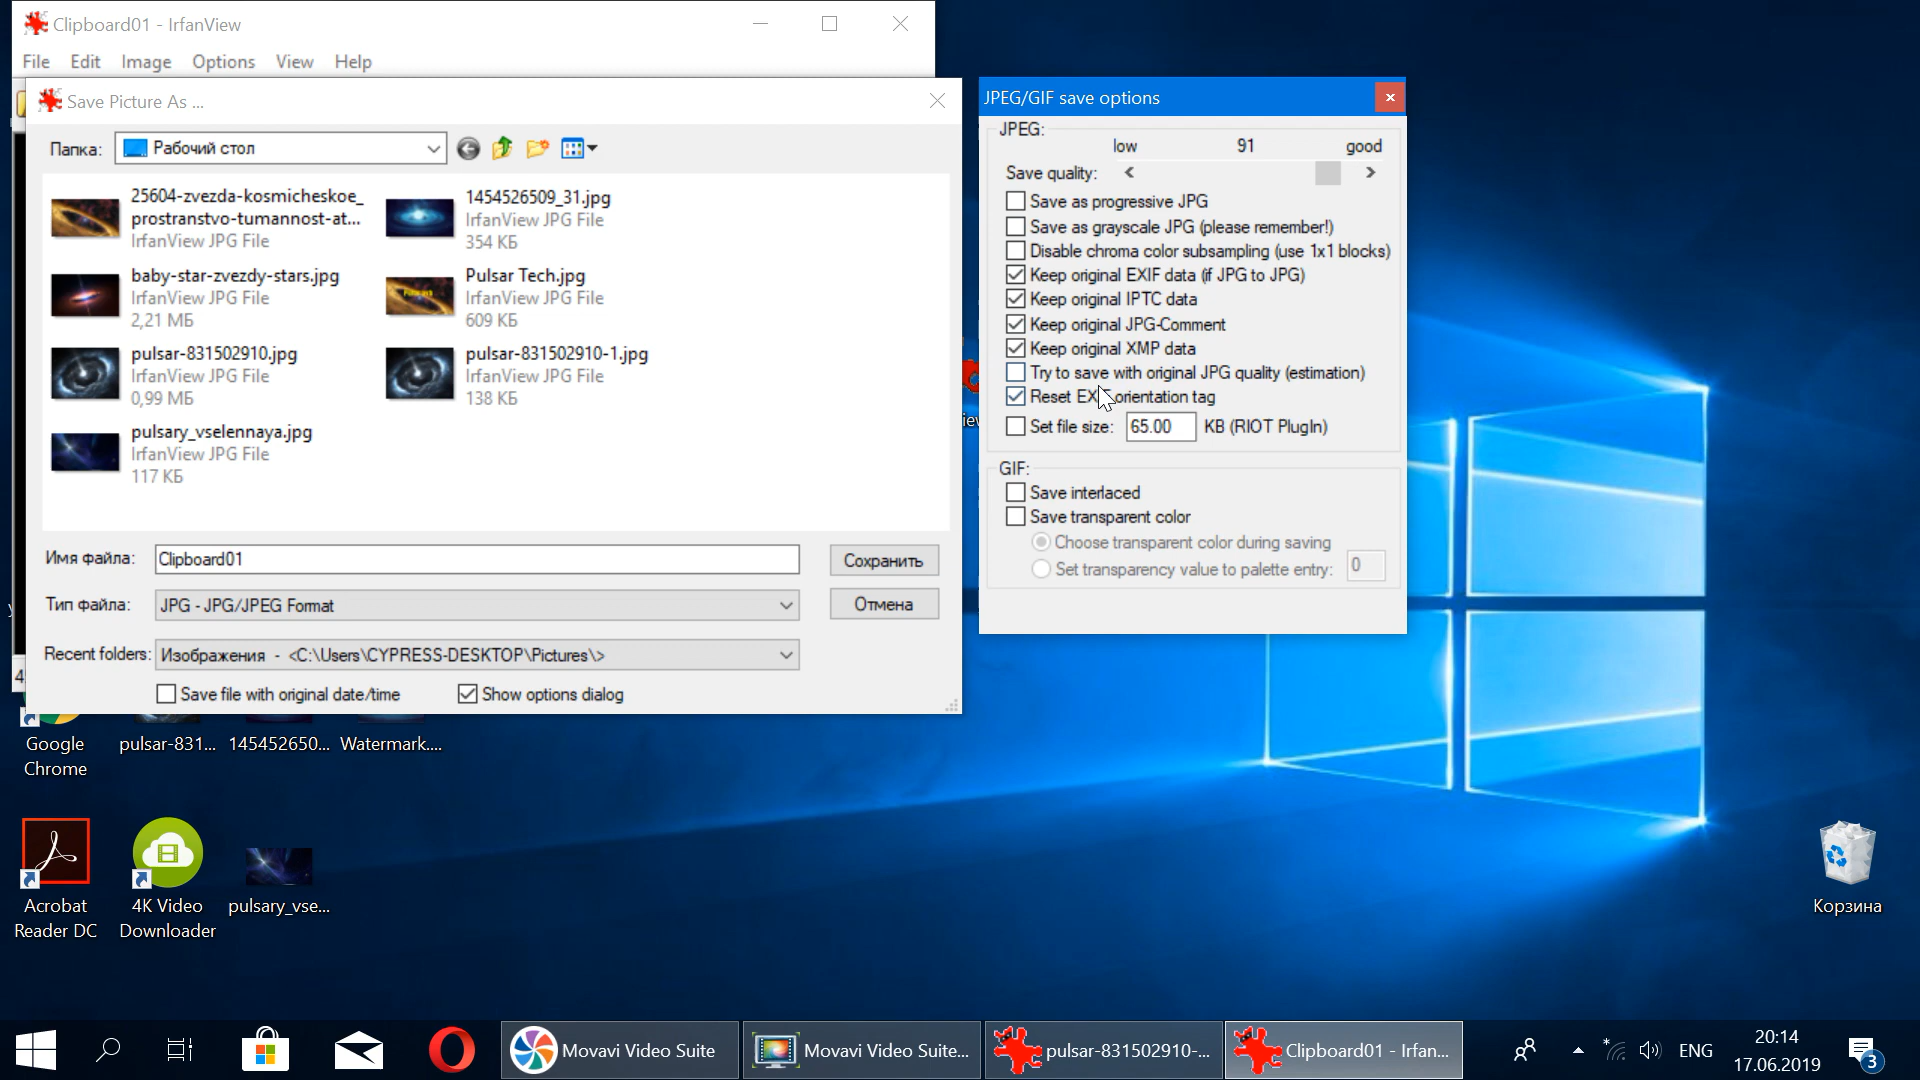 Clipboard01 - IrfanView
File Edit Image Options View Help
Save Picture As ...
Папка: Рабочий стол
25604-zvezda-kosmicheskoe_
prostranstvo-tumannost-at...
IrfanView JPG File
1454526509_31.jpg
IrfanView JPG File
354 КБ
baby-star-zvezdy-stars.jpg
IrfanView JPG File
2,21 МБ
Pulsar Tech.jpg
IrfanView JPG File
609 КБ
pulsar-831502910.jpg
IrfanView JPG File
0,99 МБ
pulsar-831502910-1.jpg
IrfanView JPG File
138 КБ
pulsary_vselennaya.jpg
IrfanView JPG File
117 КБ
Имя файла: Clipboard01 Сохранить
Тип файла: JPG - JPG/JPEG Format Отмена
Recent folders: Изображения - <C:\Users\CYPRESS-DESKTOP\Pictures\>
Save file with original date/time Show options dialog
JPEG/GIF save options
JPEG:
low 91 good
Save quality:
Save as progressive JPG
Save as grayscale JPG (please remember!)
Disable chroma color subsampling (use 1x1 blocks)
Keep original EXIF data (if JPG to JPG)
Keep original IPTC data
Keep original JPG-Comment
Keep original XMP data
Try to save with original JPG quality (estimation)
Reset EXIF orientation tag
Set file size: 65.00 KB (RIOT PlugIn)
GIF:
Save interlaced
Save transparent color
Choose transparent color during saving
Set transparency value to palette entry: 0
Google
Chrome
pulsar-831...
145452650...
Watermark....
Acrobat
Reader DC
4K Video
Downloader
pulsary_vse...
Корзина
Movavi Video Suite
Movavi Video Suite...
pulsar-831502910-...
Clipboard01 - Irfan...
ENG
20:14
17.06.2019
3